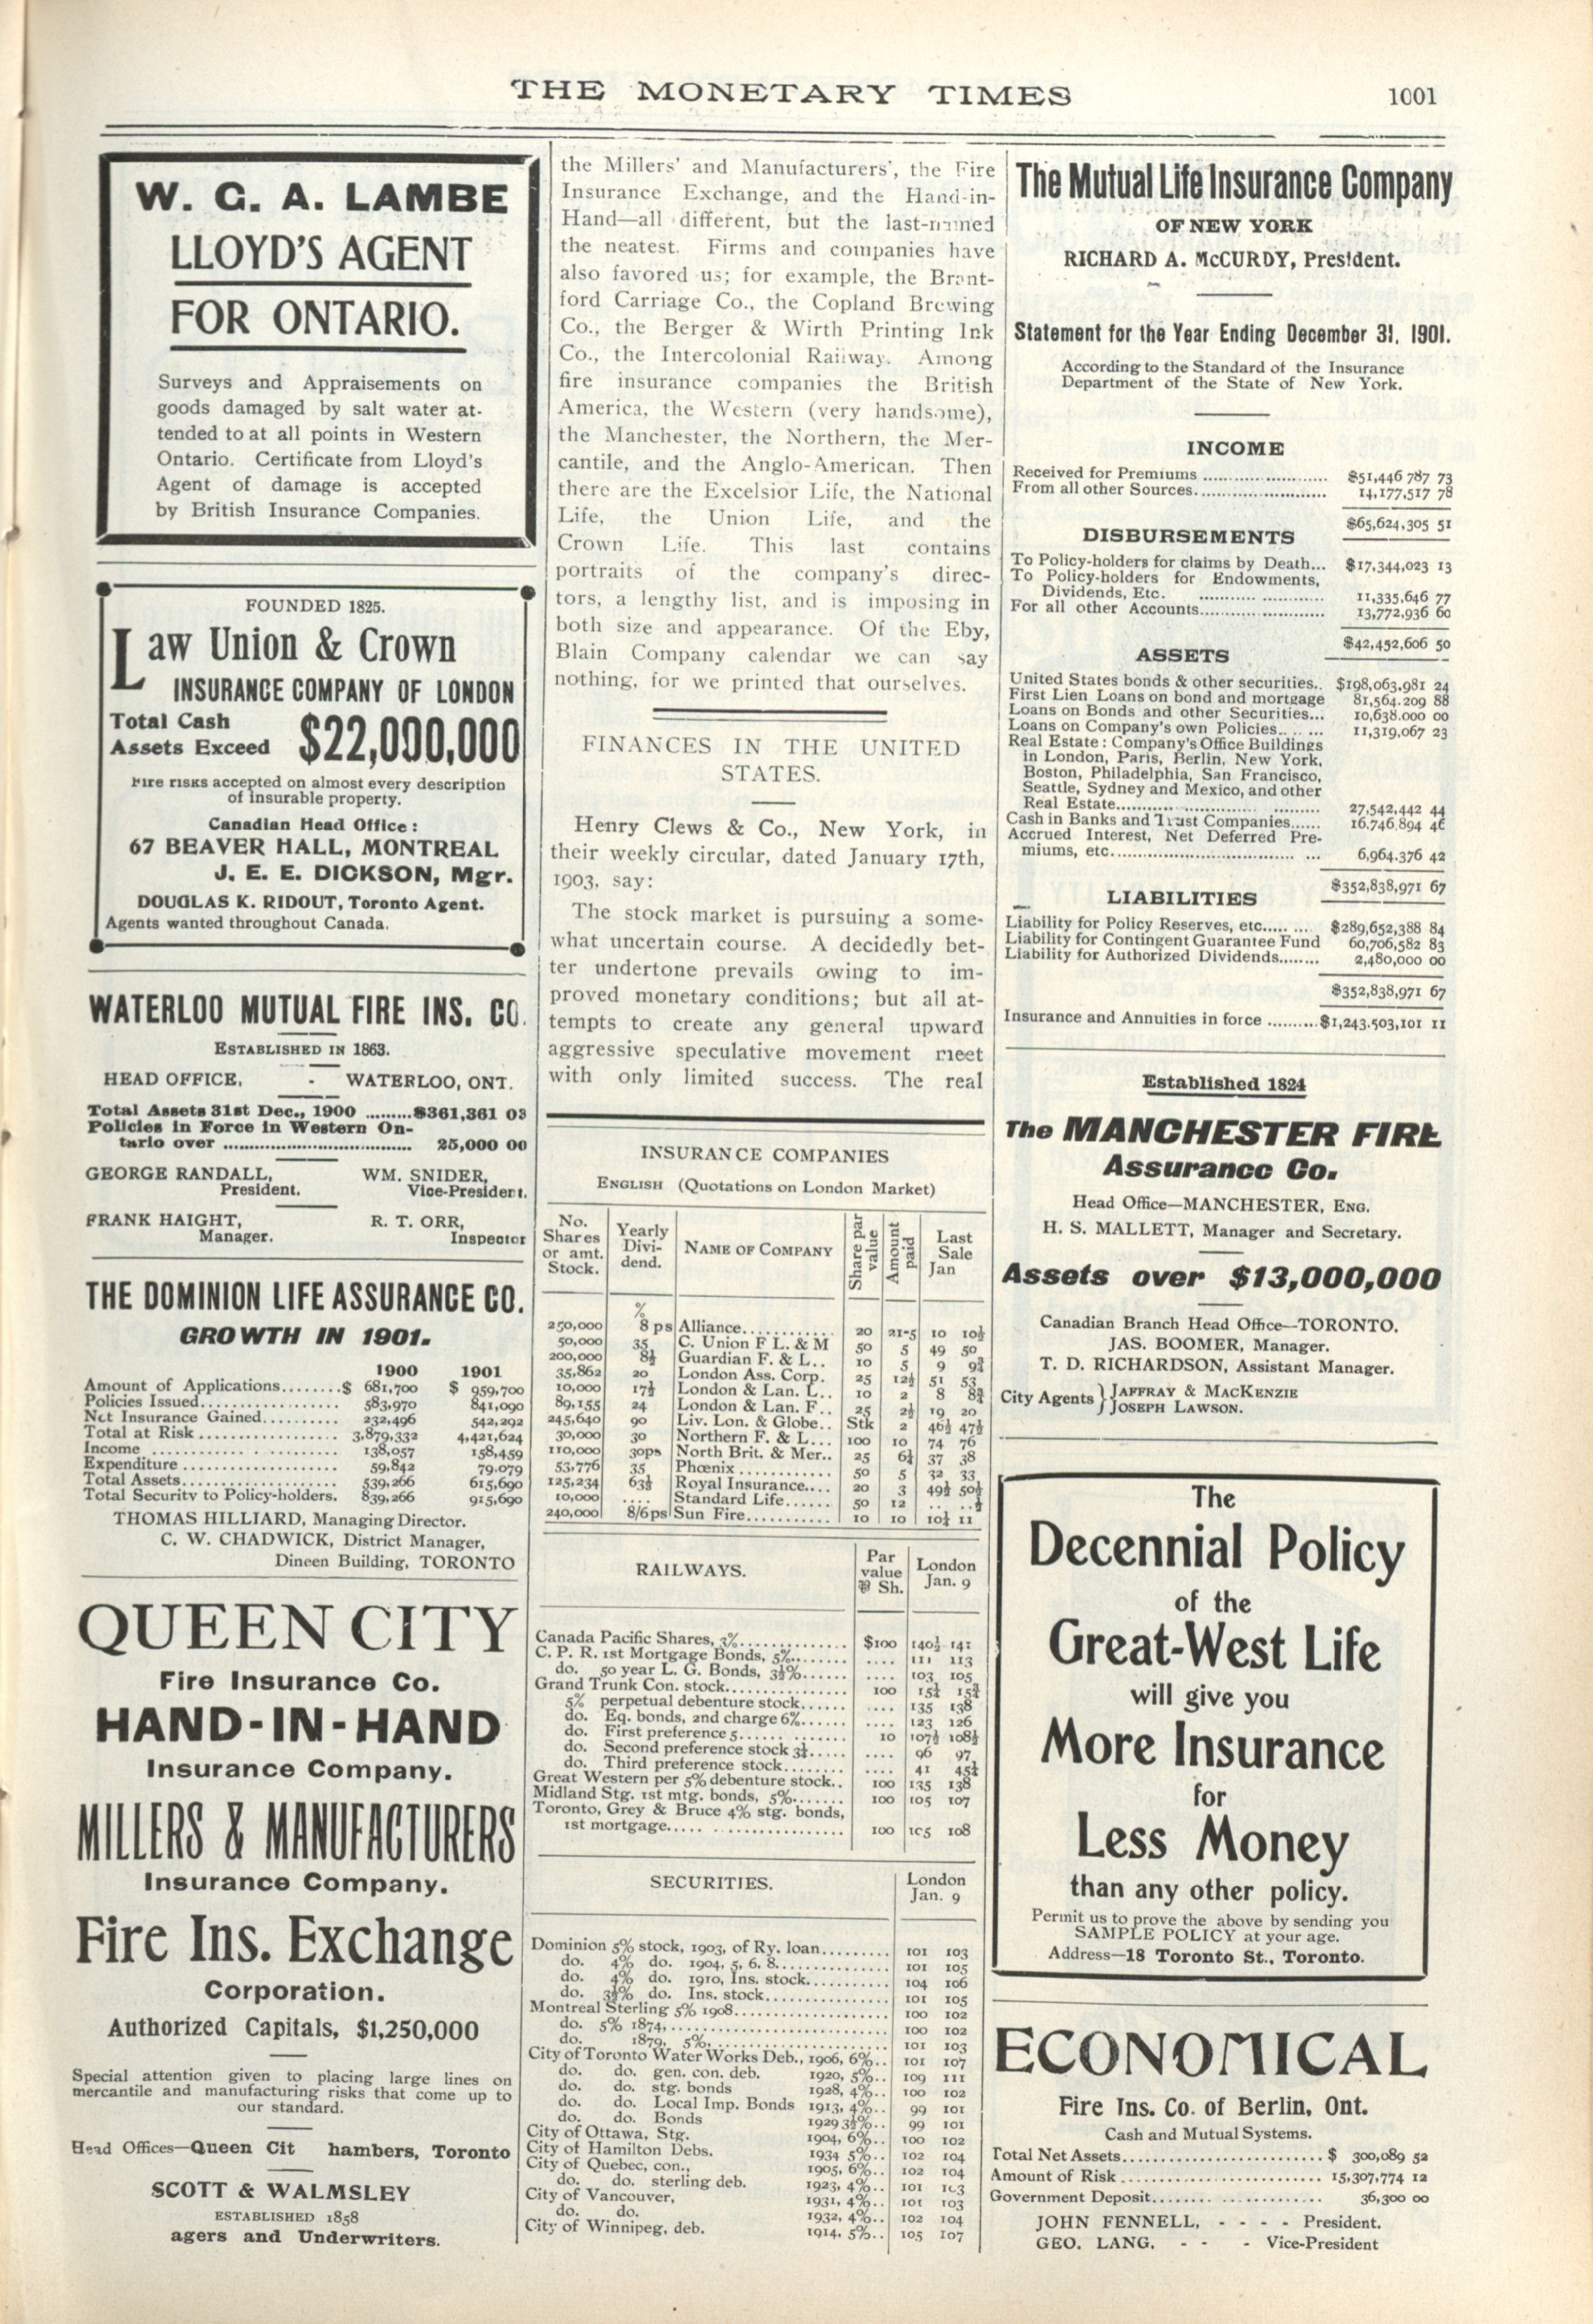 THE MONETARY TIMES
1001
W. G. A. LAMBE
LLOYD'S AGENT
FOR ONTARIO.
Surveys and Appraisements on
goods damaged by salt water at-
tended to at all points in Western
Ontario. Certificate from Lloyd's
Agent of damage is accepted
by British Insurance Companies.
FOUNDED 1825.
Law Union & Crown
INSURANCE COMPANY OF LONDON
Total Cash
Assets Exceed $22,000,000
Fire risks accepted on almost every description
of insurable property.
Canadian Head Office :
67 BEAVER HALL, MONTREAL
J. E. E. DICKSON, Mgr.
DOUGLAS K. RIDOUT, Toronto Agent.
Agents wanted throughout Canada.
WATERLOO MUTUAL FIRE INS. CO.
ESTABLISHED IN 1863.
HEAD OFFICE, - WATERLOO, ONT.
Total Assets 31st Dec., 1900 .........$361,361 03
Policies in Force in Western On-
tario over .................................... 25,000 00
GEORGE RANDALL, WM. SNIDER,
President. Vice-President.
FRANK HAIGHT, R. T. ORR,
Manager. Inspector
THE DOMINION LIFE ASSURANCE CO.
GROWTH IN 1901.
1900 1901
Amount of Applications........$ 681,700 $ 959,700
Policies Issued.................. 583,970 841,090
Net Insurance Gained.......... 232,496 542,292
Total at Risk .................. 3,879,332 4,421,624
Income .................. 138,057 158,459
Expenditure .................. 59,842 79,079
Total Assets.................. 539,266 615,690
Total Security to Policy-holders. 839,266 915,690
THOMAS HILLIARD, Managing Director.
C. W. CHADWICK, District Manager,
Dineen Building, TORONTO
QUEEN CITY
Fire Insurance Co.
HAND-IN-HAND
Insurance Company.
MILLERS & MANUFACTURERS
Insurance Company.
Fire Ins. Exchange
Corporation.
Authorized Capitals, $1,250,000
Special attention given to placing large lines on
mercantile and manufacturing risks that come up to
our standard.
Head Offices—Queen Cit hambers, Toronto
SCOTT & WALMSLEY
ESTABLISHED 1858
agers and Underwriters.
the Millers' and Manufacturers', the Fire
Insurance Exchange, and the Hand-in-
Hand—all different, but the last-named
the neatest. Firms and companies have
also favored us; for example, the Brant-
ford Carriage Co., the Copland Brewing
Co., the Berger & Wirth Printing Ink
Co., the Intercolonial Railway. Among
fire insurance companies the British
America, the Western (very handsome),
the Manchester, the Northern, the Mer-
cantile, and the Anglo-American. Then
there are the Excelsior Life, the National
Life, the Union Life, and the
Crown Life. This last contains
portraits of the company's direc-
tors, a lengthy list, and is imposing in
both size and appearance. Of the Eby,
Blain Company calendar we can say
nothing, for we printed that ourselves.
FINANCES IN THE UNITED
STATES.
Henry Clews & Co., New York, in
their weekly circular, dated January 17th,
1903, say:
The stock market is pursuing a some-
what uncertain course. A decidedly bet-
ter undertone prevails owing to im-
proved monetary conditions; but all at-
tempts to create any general upward
aggressive speculative movement meet
with only limited success. The real
INSURANCE COMPANIES
ENGLISH (Quotations on London Market)
No. Shares or amt. Stock. Yearly Divi- dend. NAME OF COMPANY Share par value Amount paid Last Sale Jan
%
250,000 8 ps Alliance............ 20 21-5 10 10½
50,000 35 C. Union F L. & M 50 5 49 50
200,000 8½ Guardian F. & L.. 10 5 9 9¾
35,862 20 London Ass. Corp. 25 12½ 51 53
10,000 17½ London & Lan. L.. 10 2 8 8¾
89,155 24 London & Lan. F.. 25 2½ 19 20
245,640 90 Liv. Lon. & Globe.. Stk 2 46½ 47½
30,000 30 Northern F. & L... 100 10 74 76
110,000 30ps North Brit. & Mer.. 25 6¼ 37 38
53,776 35 Phœnix............ 50 5 32 33
125,234 63½ Royal Insurance.... 20 3 49½ 50½
10,000 .... Standard Life...... 50 12 .. ..
240,000 8/6ps Sun Fire........... 10 10 10½ 11
RAILWAYS. Par value ⅌ Sh. London Jan. 9
Canada Pacific Shares, 3%.............. $100 140½ 141
C. P. R. 1st Mortgage Bonds, 5%........ .... 111 113
do. 50 year L. G. Bonds, 3½%...... .... 103 105
Grand Trunk Con. stock................ 100 15¼ 15¾
5% perpetual debenture stock...... .... 135 138
do. Eq. bonds, 2nd charge 6%...... .... 123 126
do. First preference 5.............. 10 107½ 108½
do. Second preference stock 3¼..... .... 96 97
do. Third preference stock........ .... 41 45¼
Great Western per 5% debenture stock.. 100 135 138
Midland Stg. 1st mtg. bonds, 5%....... 100 105 107
Toronto, Grey & Bruce 4% stg. bonds,
1st mortgage...................... 100 105 108
SECURITIES. London Jan. 9
Dominion 5% stock, 1903, of Ry. loan......... 101 103
do. 4% do. 1904, 5, 6, 8............... 101 105
do. 4% do. 1910, Ins. stock........... 104 106
do. 3½% do. Ins. stock................ 101 105
Montreal Sterling 5% 1908.................... 100 102
do. 5% 1874,............................ 100 102
do. 1879, 5%,........................ 101 103
City of Toronto Water Works Deb., 1906, 6%.. 101 107
do. do. gen. con. deb. 1920, 5%.. 109 111
do. do. stg. bonds 1928, 4%.. 100 102
do. do. Local Imp. Bonds 1913, 4%.. 99 101
do. do. Bonds 1929 3½%.. 99 101
City of Ottawa, Stg. 1904, 6%.. 100 102
City of Hamilton Debs. 1934 5%.. 102 104
City of Quebec, con., 1905, 6%.. 102 104
do. do. sterling deb. 1923, 4%.. 101 103
City of Vancouver, 1931, 4%.. 101 103
do. do. 1932, 4%.. 102 104
City of Winnipeg, deb. 1914, 5%.. 105 107
The Mutual Life Insurance Company
OF NEW YORK
RICHARD A. McCURDY, President.
Statement for the Year Ending December 31, 1901.
According to the Standard of the Insurance
Department of the State of New York.
INCOME
Received for Premiums ........................ $51,446 787 73
From all other Sources......................... 14,177,517 78
$65,624,305 51
DISBURSEMENTS
To Policy-holders for claims by Death... $17,344,023 13
To Policy-holders for Endowments,
Dividends, Etc. ........................ 11,335,646 77
For all other Accounts........................ 13,772,936 60
$42,452,606 50
ASSETS
United States bonds & other securities.. $198,063,981 24
First Lien Loans on bond and mortgage 81,564,209 88
Loans on Bonds and other Securities... 10,638,000 00
Loans on Company's own Policies........ 11,319,067 23
Real Estate : Company's Office Buildings
in London, Paris, Berlin, New York,
Boston, Philadelphia, San Francisco,
Seattle, Sydney and Mexico, and other
Real Estate.................................. 27,542,442 44
Cash in Banks and Trust Companies...... 16,746,894 46
Accrued Interest, Net Deferred Pre-
miums, etc.................................. 6,964,376 42
$352,838,971 67
LIABILITIES
Liability for Policy Reserves, etc......... $289,652,388 84
Liability for Contingent Guarantee Fund 60,706,582 83
Liability for Authorized Dividends........ 2,480,000 00
$352,838,971 67
Insurance and Annuities in force ..........$1,243,503,101 11
Established 1824
The MANCHESTER FIRE
Assurance Co.
Head Office—MANCHESTER, ENG.
H. S. MALLETT, Manager and Secretary.
Assets over $13,000,000
Canadian Branch Head Office—TORONTO.
JAS. BOOMER, Manager.
T. D. RICHARDSON, Assistant Manager.
City Agents } JAFFRAY & MACKENZIE
JOSEPH LAWSON.
The
Decennial Policy
of the
Great-West Life
will give you
More Insurance
for
Less Money
than any other policy.
Permit us to prove the above by sending you
SAMPLE POLICY at your age.
Address—18 Toronto St., Toronto.
ECONOMICAL
Fire Ins. Co. of Berlin, Ont.
Cash and Mutual Systems.
Total Net Assets........................... $ 300,089 52
Amount of Risk........................... 15,307,774 12
Government Deposit........................ 36,300 00
JOHN FENNELL, - - - - President.
GEO. LANG, - - - Vice-President